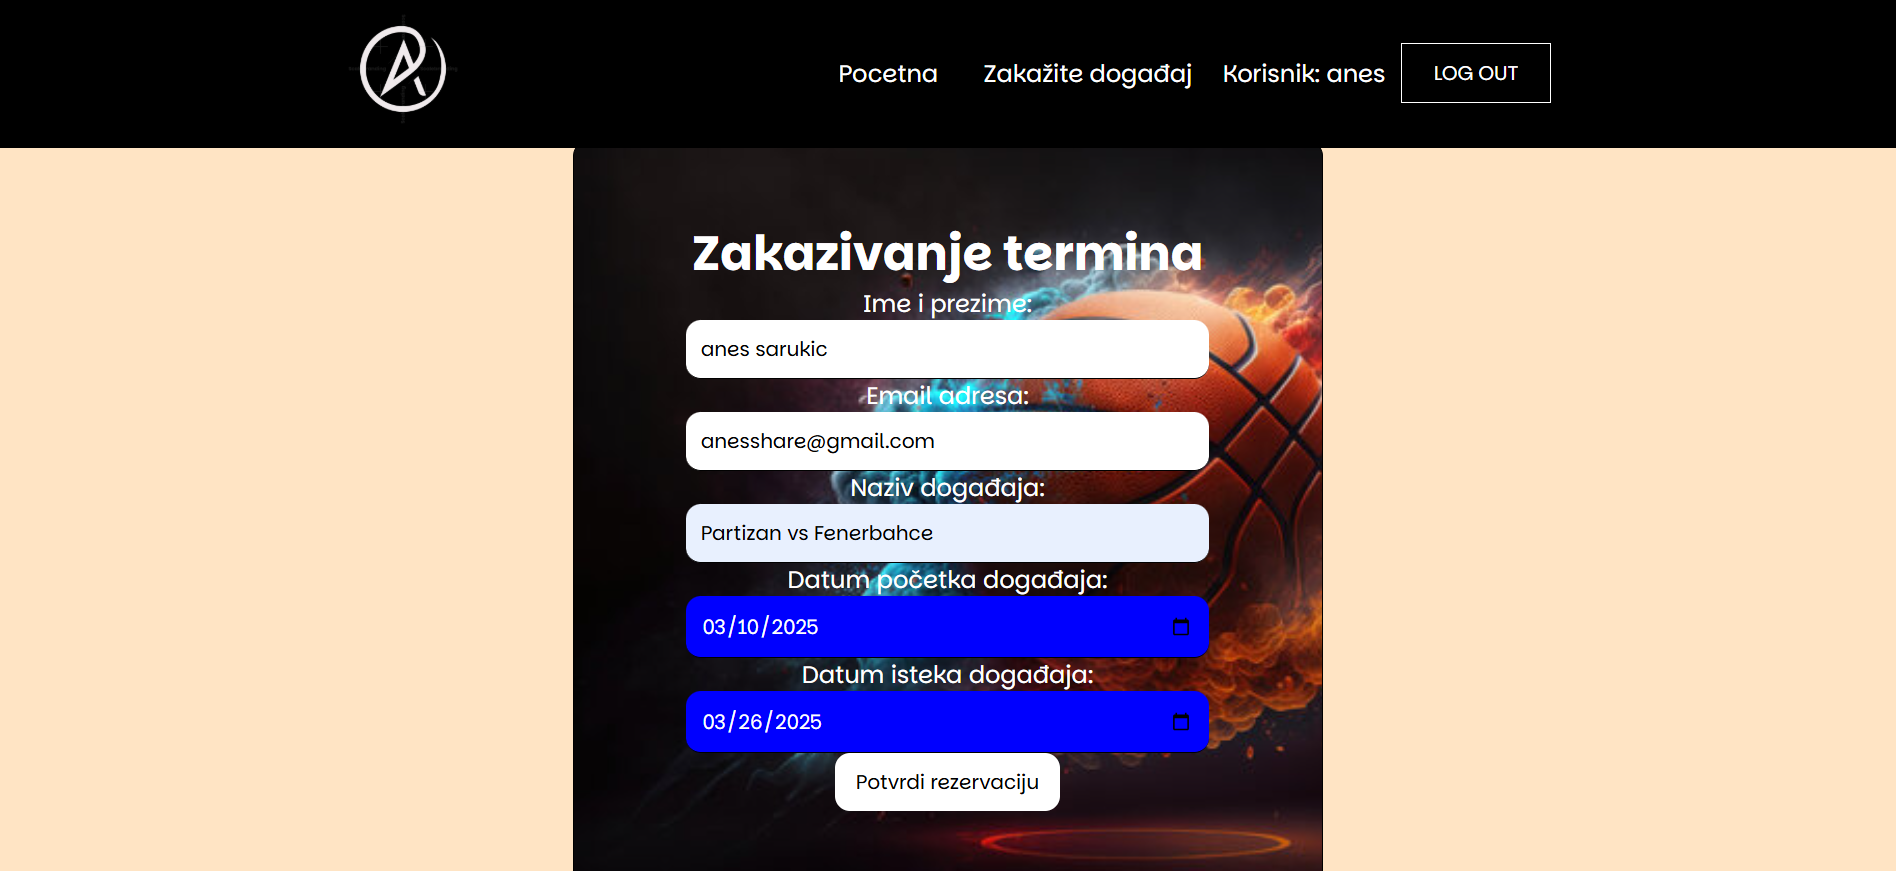 Pocetna Zakažite događaj Korisnik: anes LOG OUT
Zakazivanje termina
Ime i prezime:
anes sarukic
Email adresa:
anesshare@gmail.com
Naziv događaja:
Partizan vs Fenerbahce
Datum početka događaja:
03/10/2025
Datum isteka događaja:
03/26/2025
Potvrdi rezervaciju